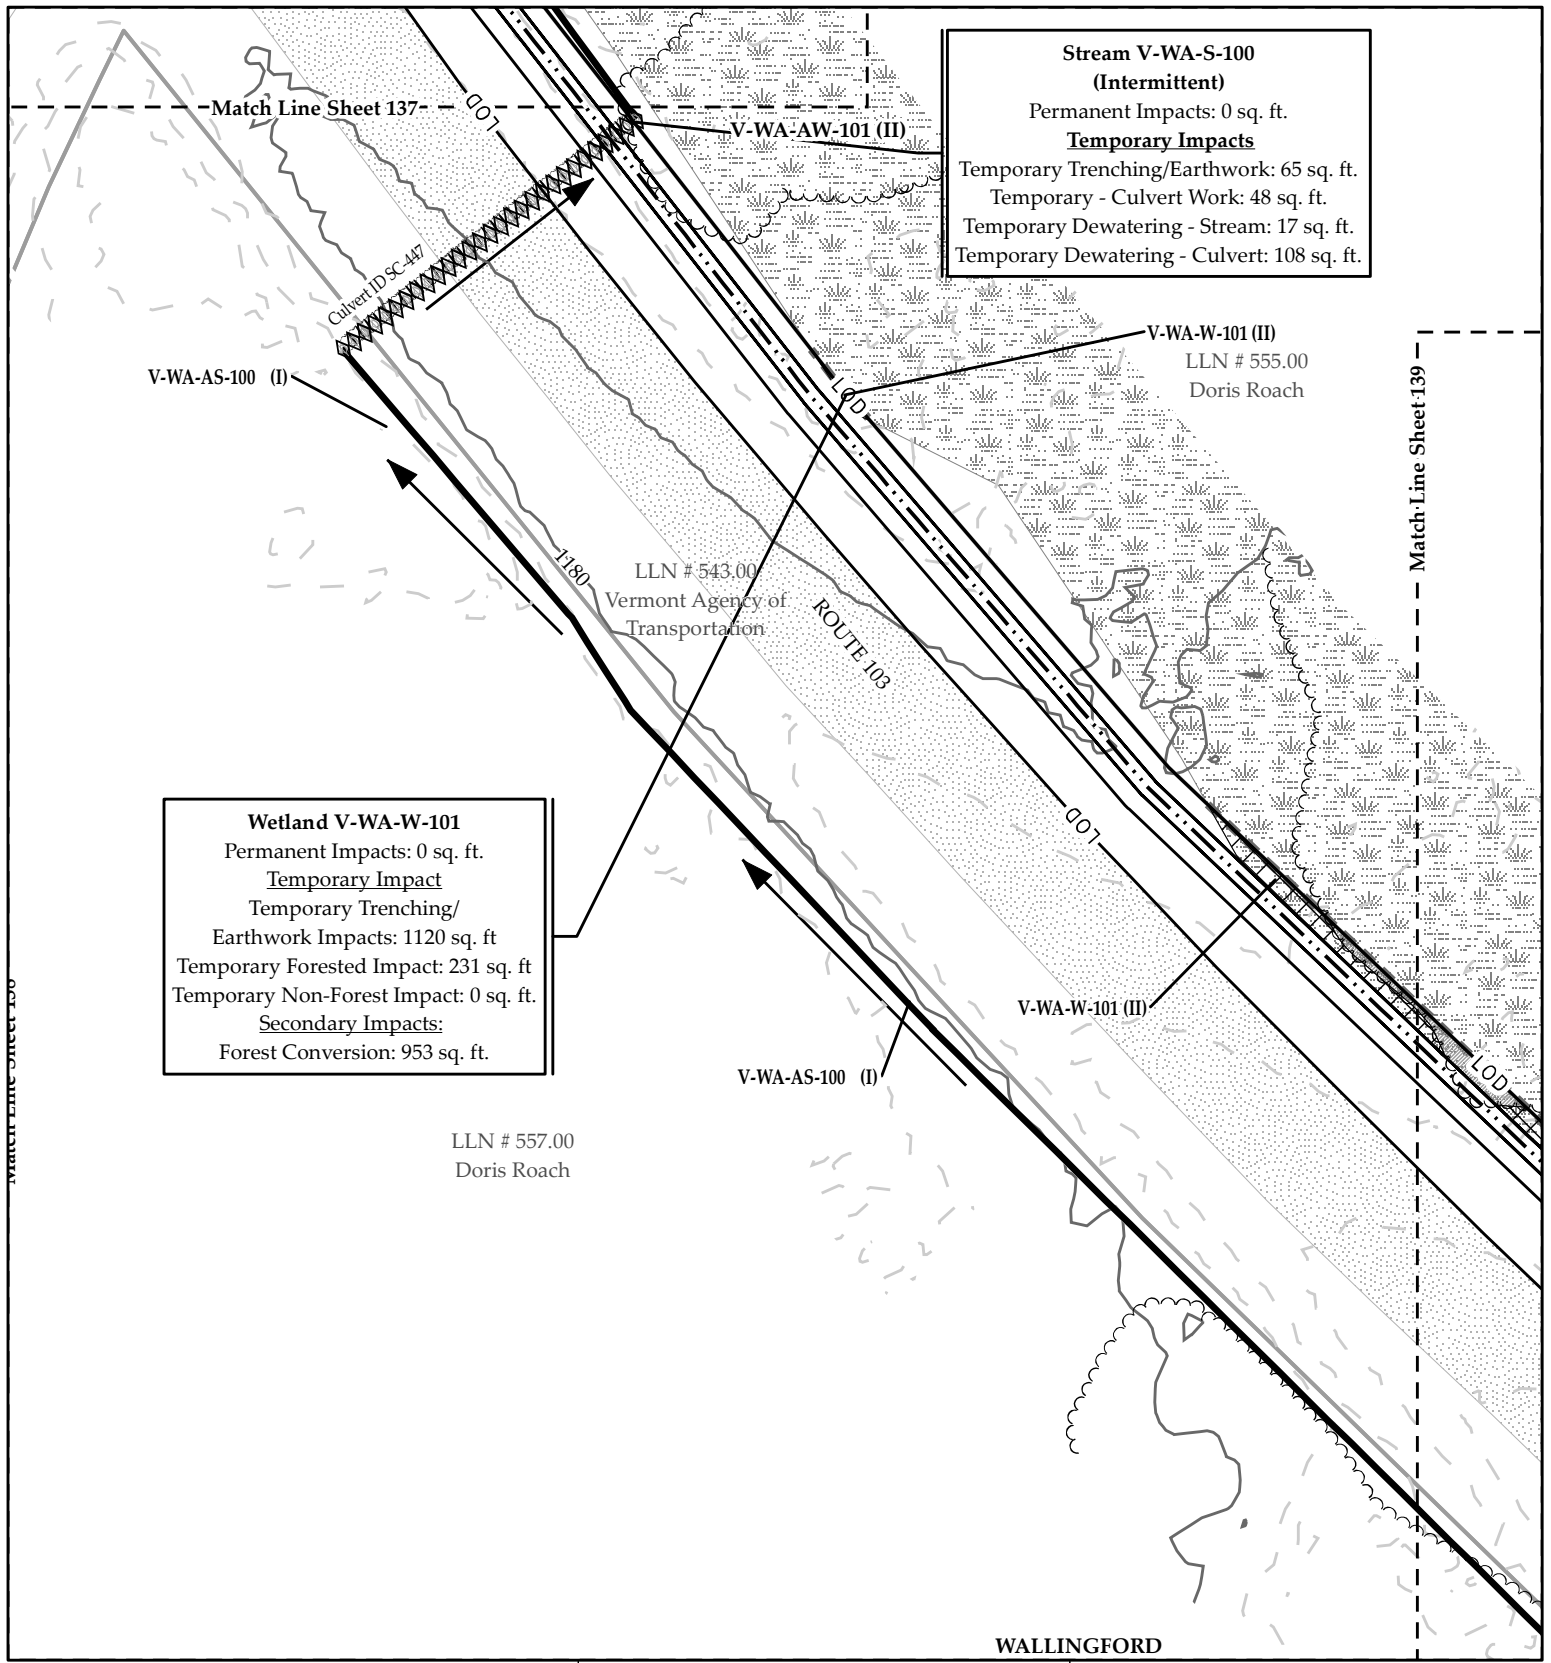 Stream V-WA-S-100
(Intermittent)
Permanent Impacts: 0 sq. ft.
Temporary Impacts
Temporary Trenching/Earthwork: 65 sq. ft.
Temporary - Culvert Work: 48 sq. ft.
Temporary Dewatering - Stream: 17 sq. ft.
Temporary Dewatering - Culvert: 108 sq. ft.
Match Line Sheet 137
LOD
V-WA-AW-101 (II)
Culvert ID SC-447
V-WA-W-101 (II)
LLN # 555.00
Doris Roach
V-WA-AS-100 (I)
LOD
Match Line Sheet 139
1180
LLN # 543.00
Vermont Agency of
Transportation
ROUTE 103
LOD
Wetland V-WA-W-101
Permanent Impacts: 0 sq. ft.
Temporary Impact
Temporary Trenching/
Earthwork Impacts: 1120 sq. ft
Temporary Forested Impact: 231 sq. ft
Temporary Non-Forest Impact: 0 sq. ft.
Secondary Impacts:
Forest Conversion: 953 sq. ft.
V-WA-W-101 (II)
V-WA-AS-100 (I)
LOD
Match Line Sheet
LLN # 557.00
Doris Roach
WALLINGFORD